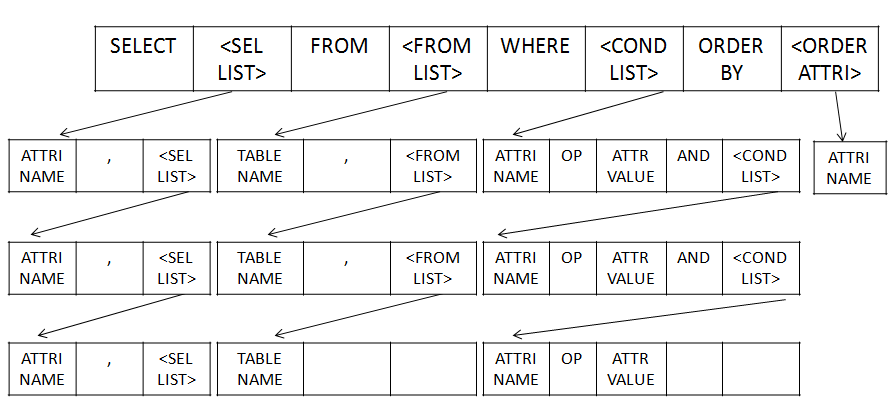 SELECT <SEL FROM <FROM WHERE <COND ORDER <ORDER
LIST> LIST> LIST> BY ATTRI>
ATTRI , <SEL TABLE , <FROM ATTRI OP ATTR AND <COND ATTRI
NAME LIST> NAME LIST> NAME VALUE LIST> NAME
ATTRI , <SEL TABLE , <FROM ATTRI OP ATTR AND <COND
NAME LIST> NAME LIST> NAME VALUE LIST>
ATTRI , <SEL TABLE ATTRI OP ATTR
NAME LIST> NAME NAME VALUE